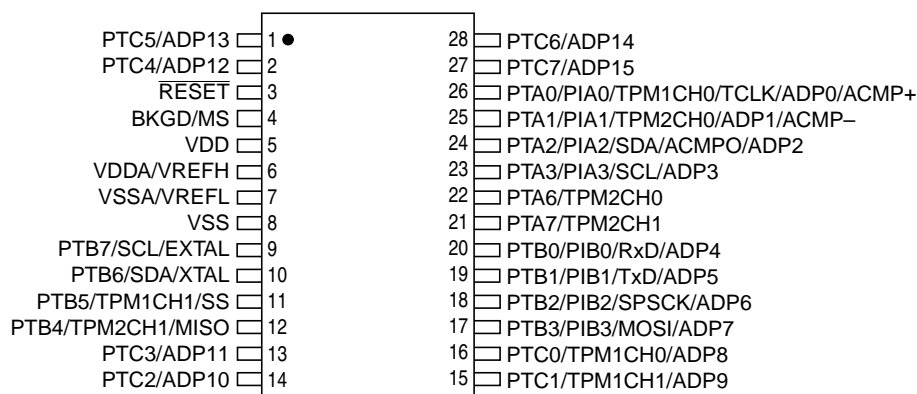 PTC5/ADP13 1 28 PTC6/ADP14
PTC4/ADP12 2 27 PTC7/ADP15
RESET 3 26 PTA0/PIA0/TPM1CH0/TCLK/ADP0/ACMP+
BKGD/MS 4 25 PTA1/PIA1/TPM2CH0/ADP1/ACMP–
VDD 5 24 PTA2/PIA2/SDA/ACMPO/ADP2
VDDA/VREFH 6 23 PTA3/PIA3/SCL/ADP3
VSSA/VREFL 7 22 PTA6/TPM2CH0
VSS 8 21 PTA7/TPM2CH1
PTB7/SCL/EXTAL 9 20 PTB0/PIB0/RxD/ADP4
PTB6/SDA/XTAL 10 19 PTB1/PIB1/TxD/ADP5
PTB5/TPM1CH1/SS 11 18 PTB2/PIB2/SPSCK/ADP6
PTB4/TPM2CH1/MISO 12 17 PTB3/PIB3/MOSI/ADP7
PTC3/ADP11 13 16 PTC0/TPM1CH0/ADP8
PTC2/ADP10 14 15 PTC1/TPM1CH1/ADP9